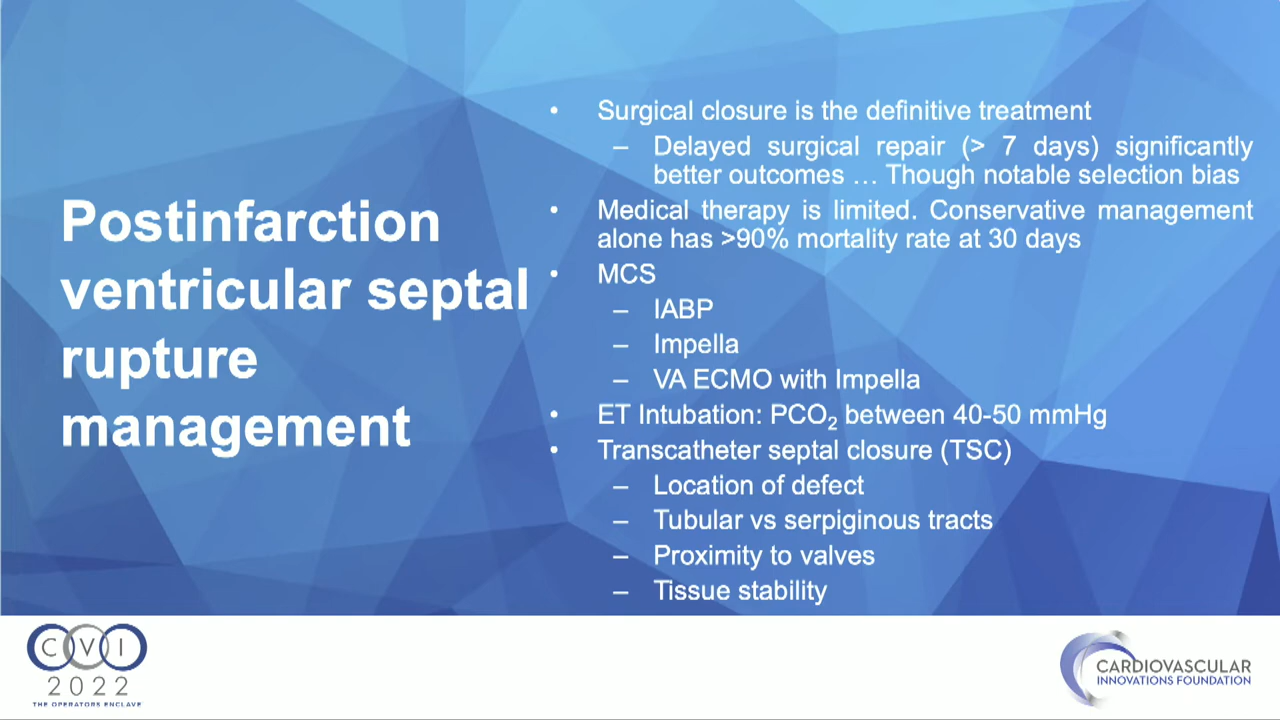 Postinfarction
ventricular septal
rupture
management
• Surgical closure is the definitive treatment
– Delayed surgical repair (> 7 days) significantly
better outcomes … Though notable selection bias
• Medical therapy is limited. Conservative management
alone has >90% mortality rate at 30 days
• MCS
– IABP
– Impella
– VA ECMO with Impella
• ET Intubation: PCO₂ between 40-50 mmHg
• Transcatheter septal closure (TSC)
– Location of defect
– Tubular vs serpiginous tracts
– Proximity to valves
– Tissue stability
CVI
2022
THE OPERATORS ENCLAVE
CARDIOVASCULAR
INNOVATIONS FOUNDATION